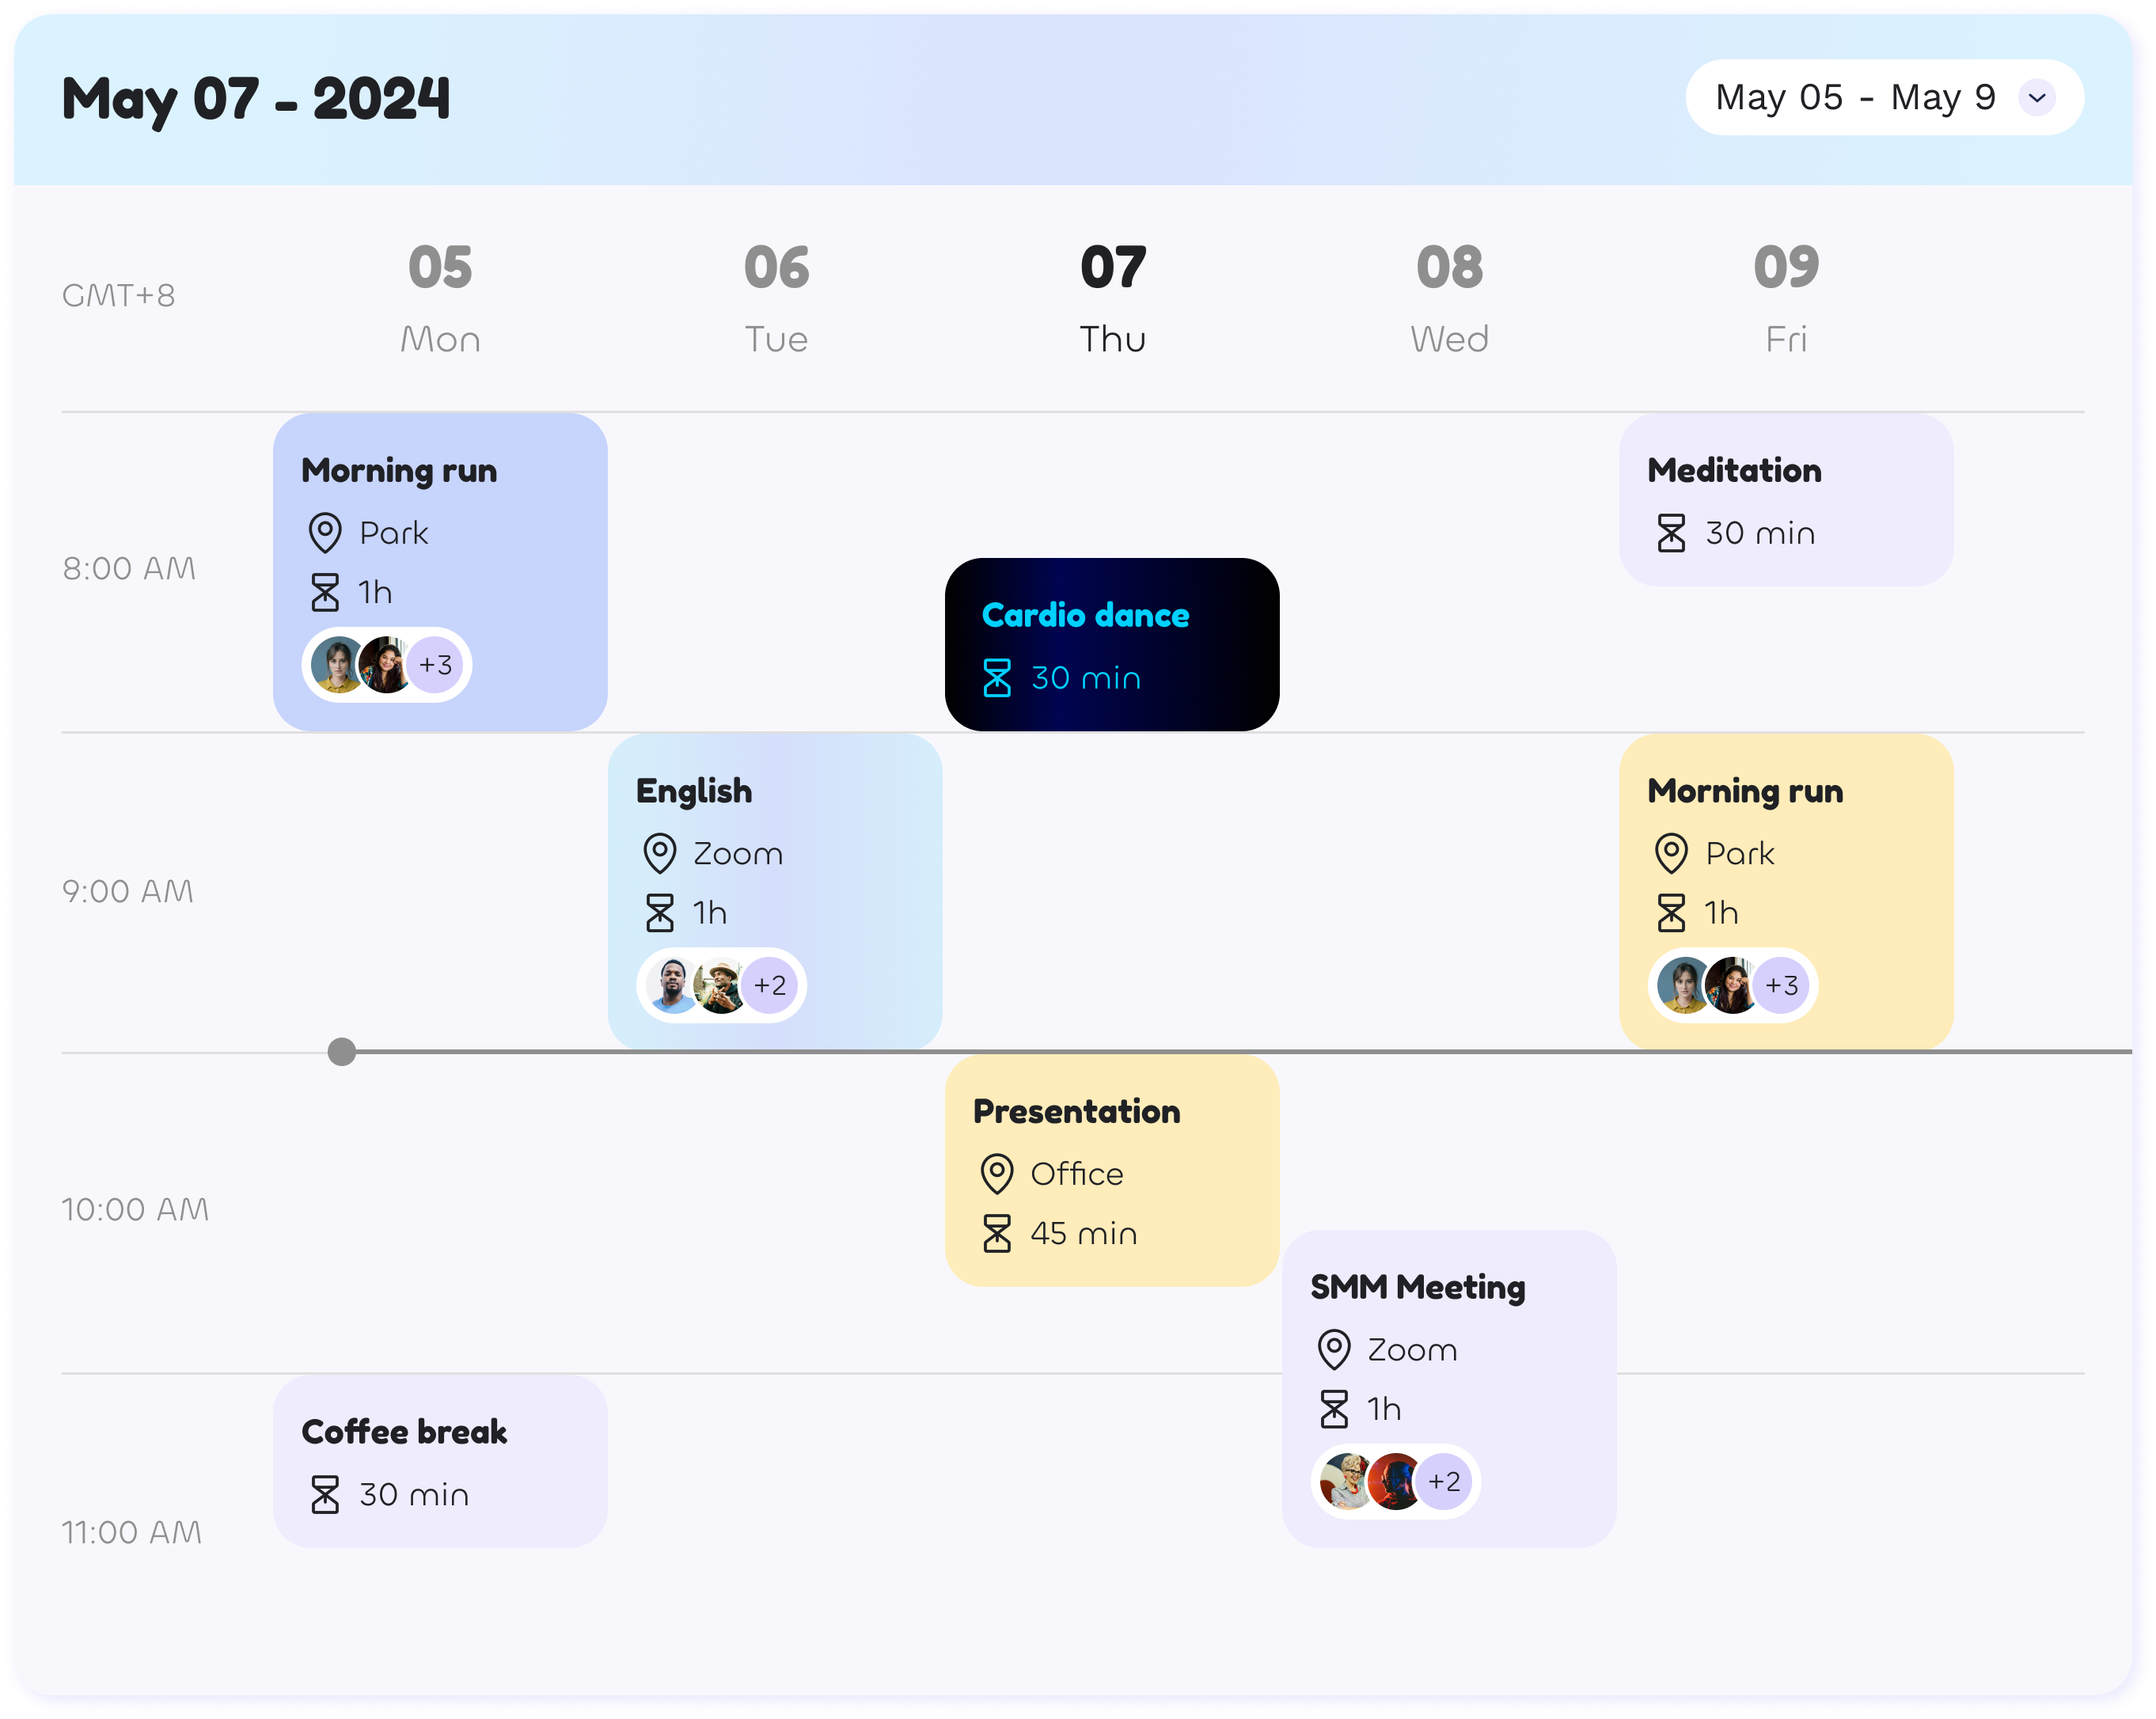 May 07 - 2024
May 05 - May 9
GMT+8
05
Mon
06
Tue
07
Thu
08
Wed
09
Fri
8:00 AM
Morning run
Park
1h
+3
Cardio dance
30 min
Meditation
30 min
9:00 AM
English
Zoom
1h
+2
Morning run
Park
1h
+3
10:00 AM
Presentation
Office
45 min
SMM Meeting
Zoom
1h
+2
11:00 AM
Coffee break
30 min